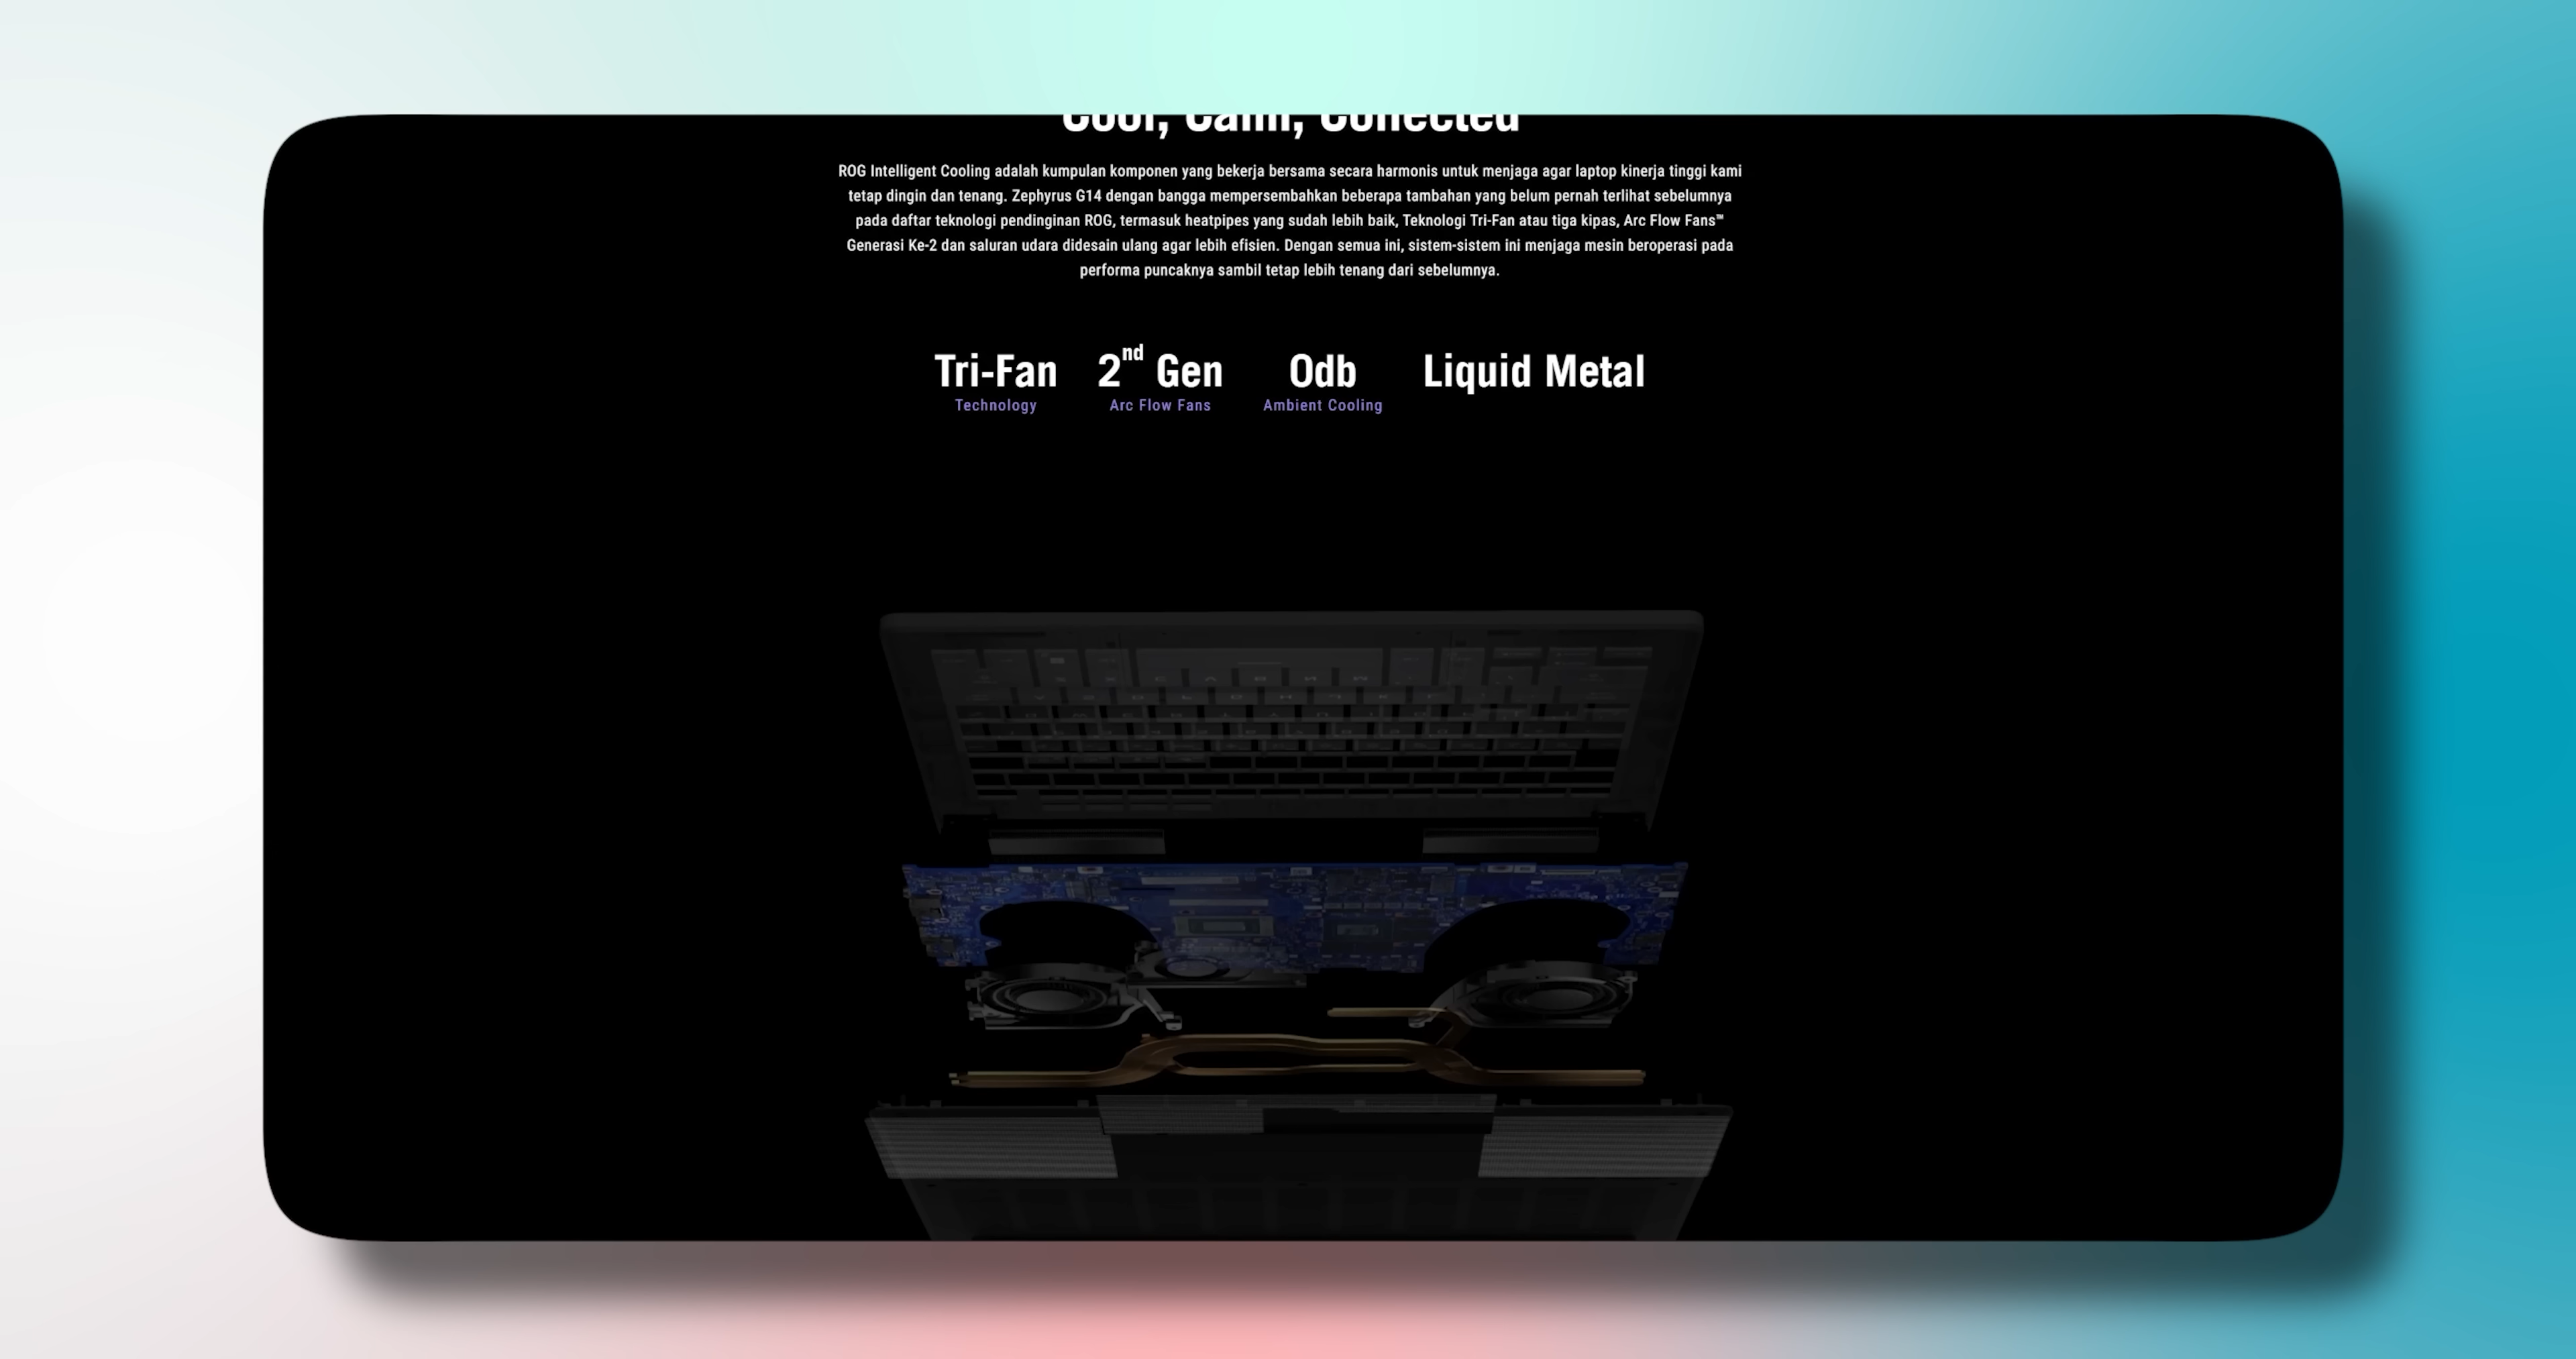 Cool, Calm, Collected
ROG Intelligent Cooling adalah kumpulan komponen yang bekerja bersama secara harmonis untuk menjaga agar laptop kinerja tinggi kami
tetap dingin dan tenang. Zephyrus G14 dengan bangga mempersembahkan beberapa tambahan yang belum pernah terlihat sebelumnya
pada daftar teknologi pendinginan ROG, termasuk heatpipes yang sudah lebih baik, Teknologi Tri-Fan atau tiga kipas, Arc Flow Fans™
Generasi Ke-2 dan saluran udara didesain ulang agar lebih efisien. Dengan semua ini, sistem-sistem ini menjaga mesin beroperasi pada
performa puncaknya sambil tetap lebih tenang dari sebelumnya.
Tri-Fan
Technology
2nd Gen
Arc Flow Fans
0db
Ambient Cooling
Liquid Metal